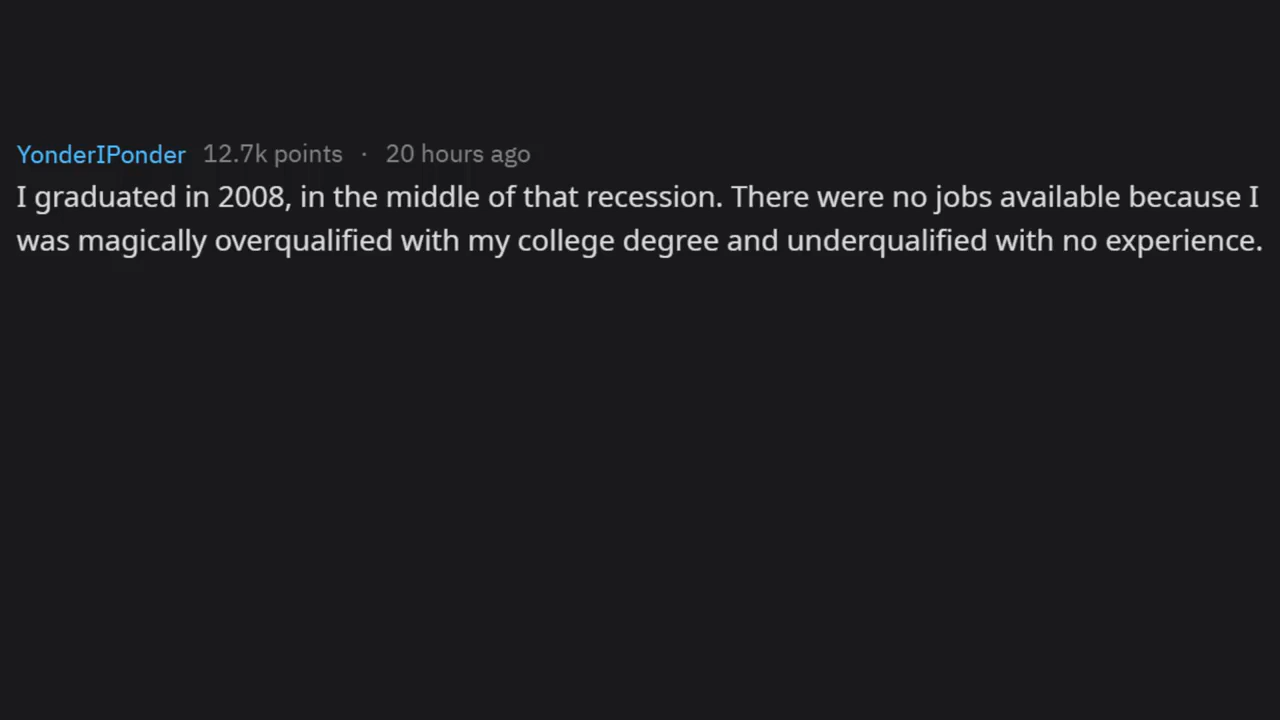 YonderIPonder 12.7k points · 20 hours ago
I graduated in 2008, in the middle of that recession. There were no jobs available because I
was magically overqualified with my college degree and underqualified with no experience.